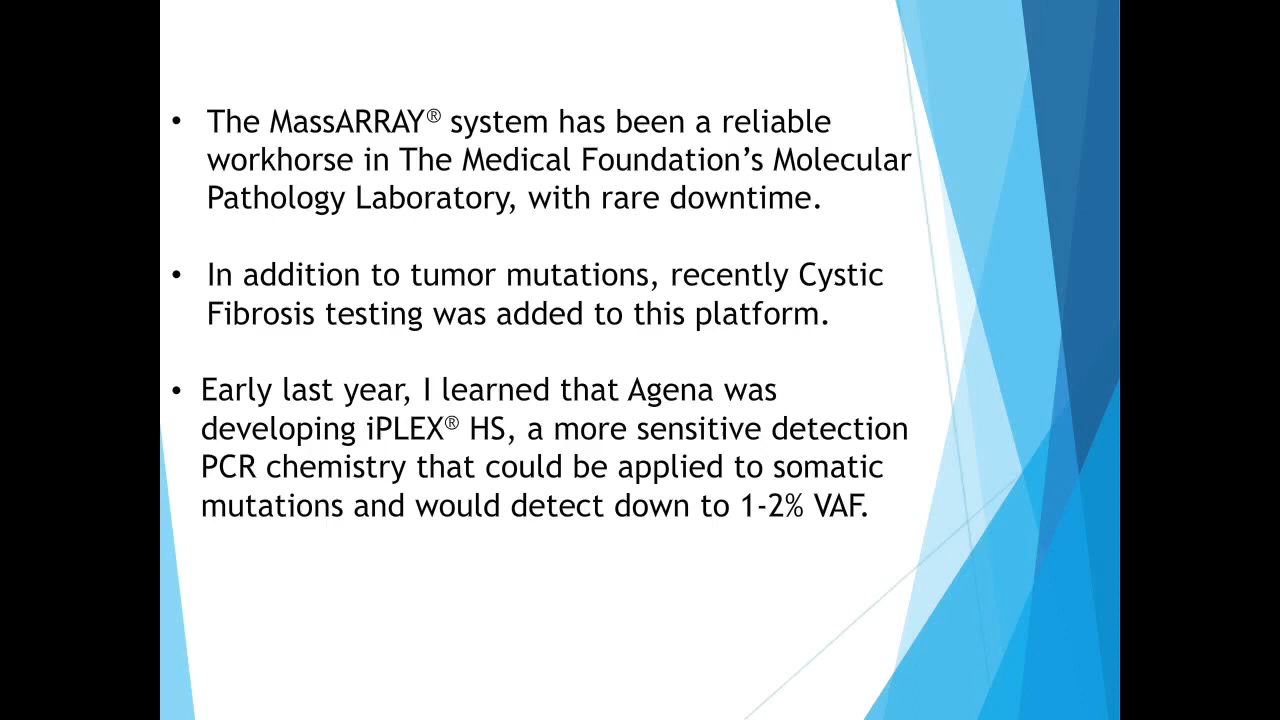 • The MassARRAY® system has been a reliable
workhorse in The Medical Foundation’s Molecular
Pathology Laboratory, with rare downtime.
• In addition to tumor mutations, recently Cystic
Fibrosis testing was added to this platform.
• Early last year, I learned that Agena was
developing iPLEX® HS, a more sensitive detection
PCR chemistry that could be applied to somatic
mutations and would detect down to 1-2% VAF.